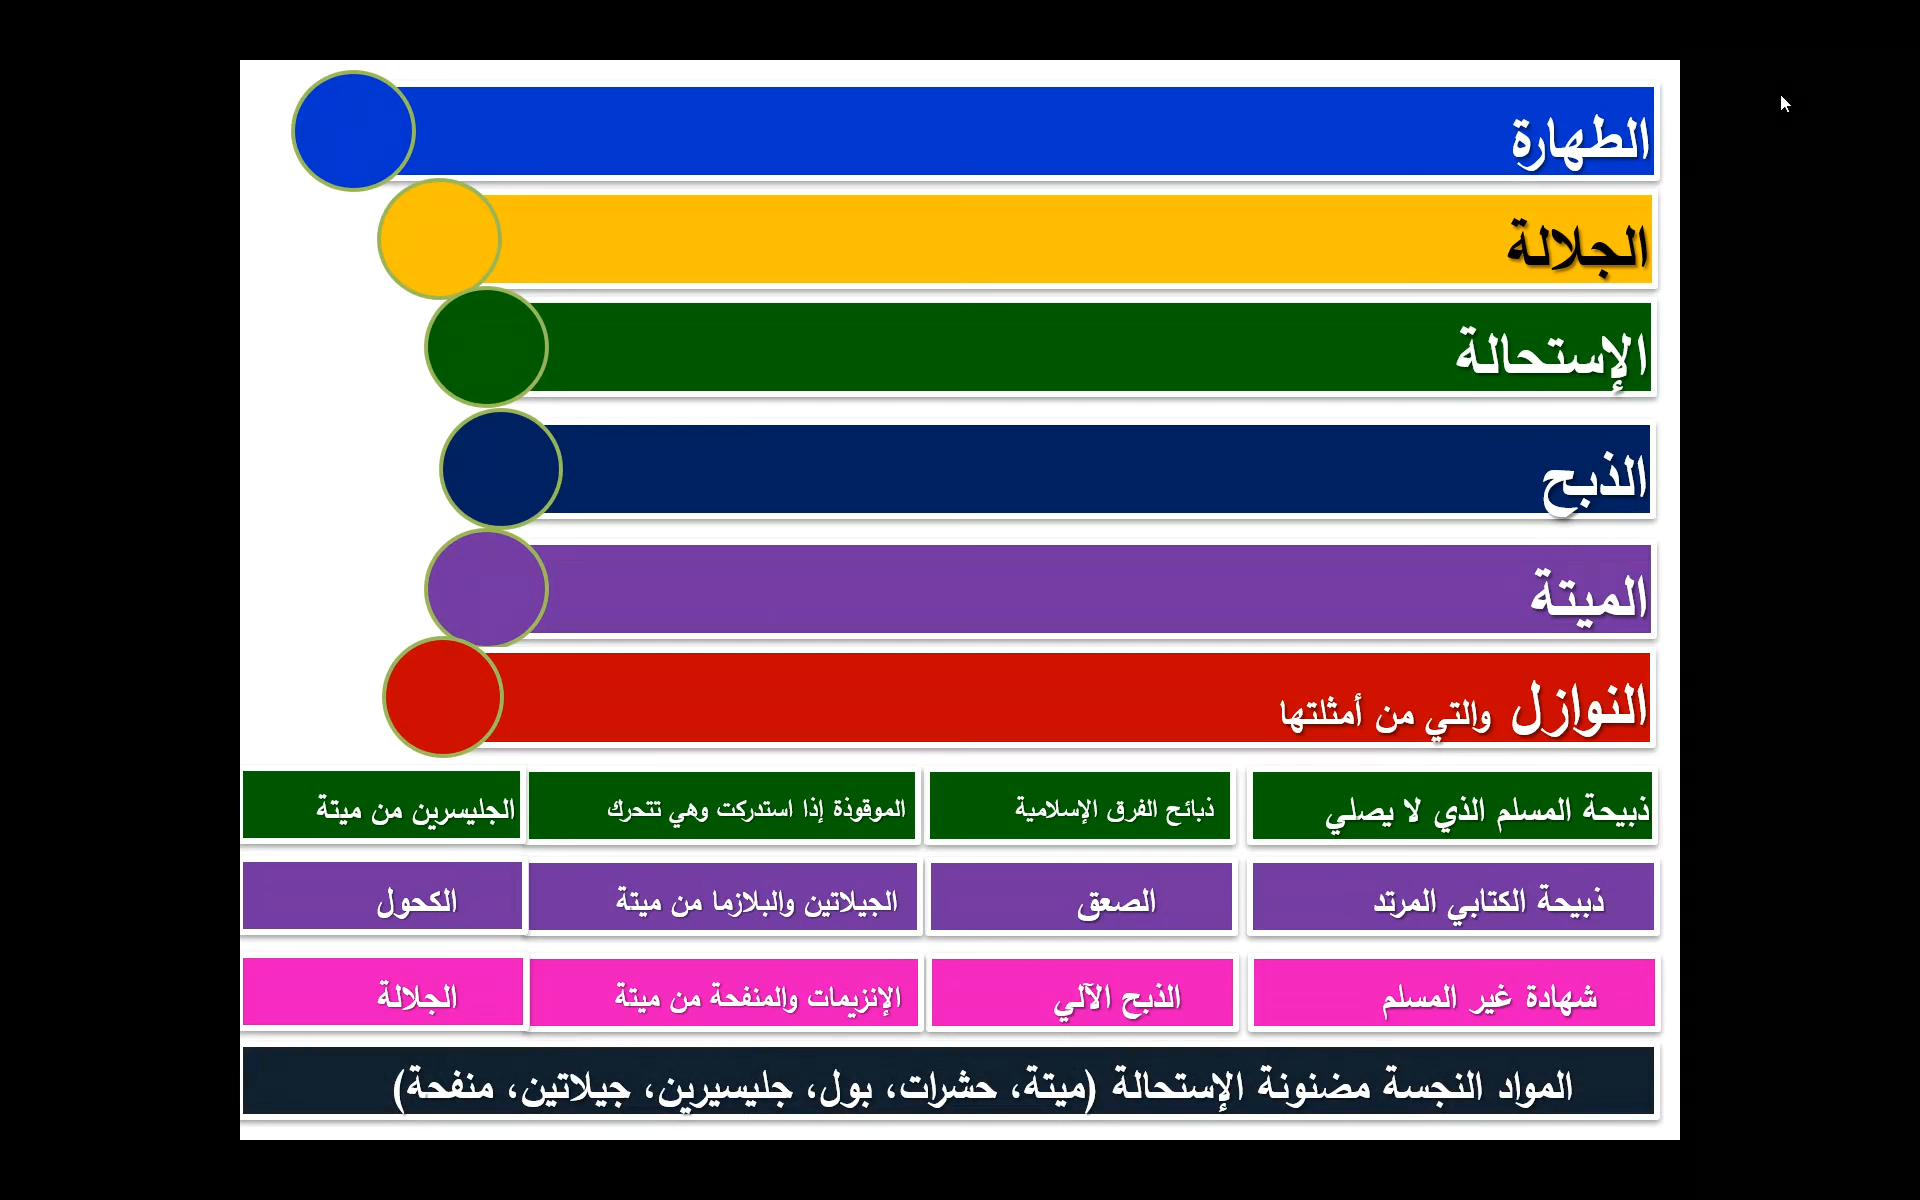 الطهارة
الجلالة
الإستحالة
الذبح
الميتة
النوازل والتي من أمثلتها
ذبيحة المسلم الذي لا يصلي
ذبائح الفرق الإسلامية
الموقوذة إذا استدركت وهي تتحرك
الجليسرين من ميتة
ذبيحة الكتابي المرتد
الصعق
الجيلاتين والبلازما من ميتة
الكحول
شهادة غير المسلم
الذبح الآلي
الإنزيمات والمنفحة من ميتة
الجلالة
المواد النجسة مضنونة الإستحالة (ميتة، حشرات، بول، جليسيرين، جيلاتين، منفحة)